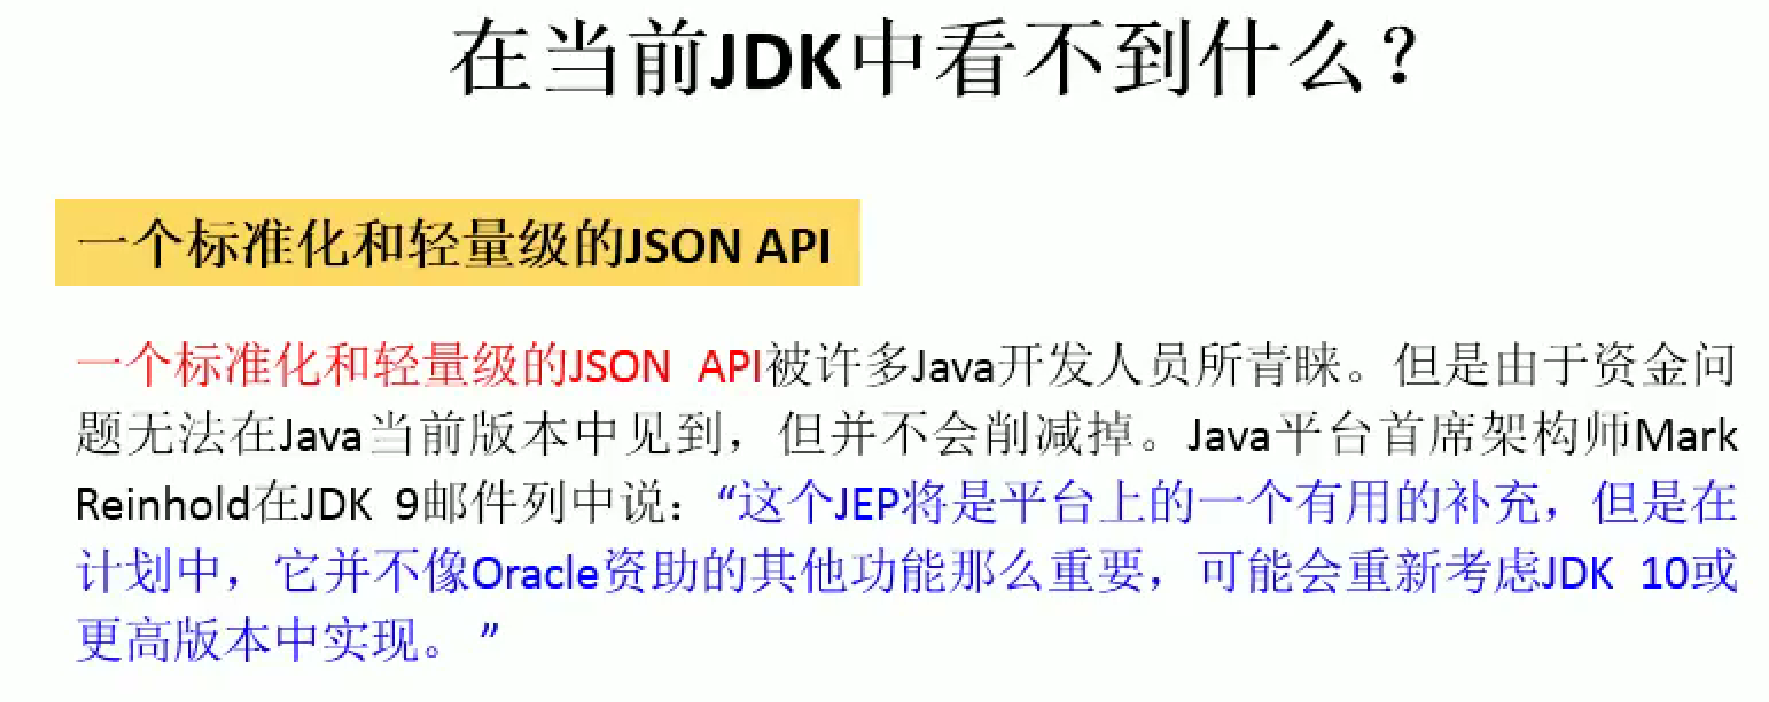 在当前JDK中看不到什么？
一个标准化和轻量级的JSON API
一个标准化和轻量级的JSON API被许多Java开发人员所青睐。但是由于资金问
题无法在Java当前版本中见到，但并不会削减掉。Java平台首席架构师Mark
Reinhold在JDK 9邮件列中说：“这个JEP将是平台上的一个有用的补充，但是在
计划中，它并不像Oracle资助的其他功能那么重要，可能会重新考虑JDK 10或
更高版本中实现。”